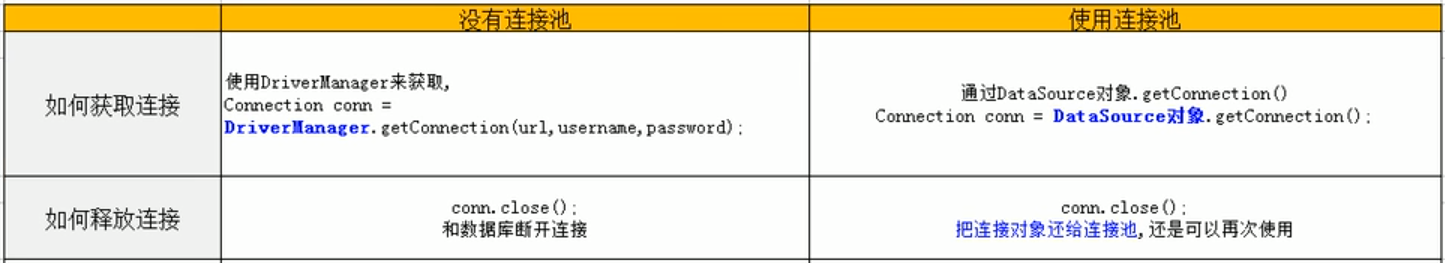 没有连接池
使用连接池
如何获取连接
使用DriverManager来获取,
Connection conn =
DriverManager.getConnection(url,username,password);
通过DataSource对象.getConnection()
Connection conn = DataSource对象.getConnection();
如何释放连接
conn.close();
和数据库断开连接
conn.close();
把连接对象还给连接池,还是可以再次使用